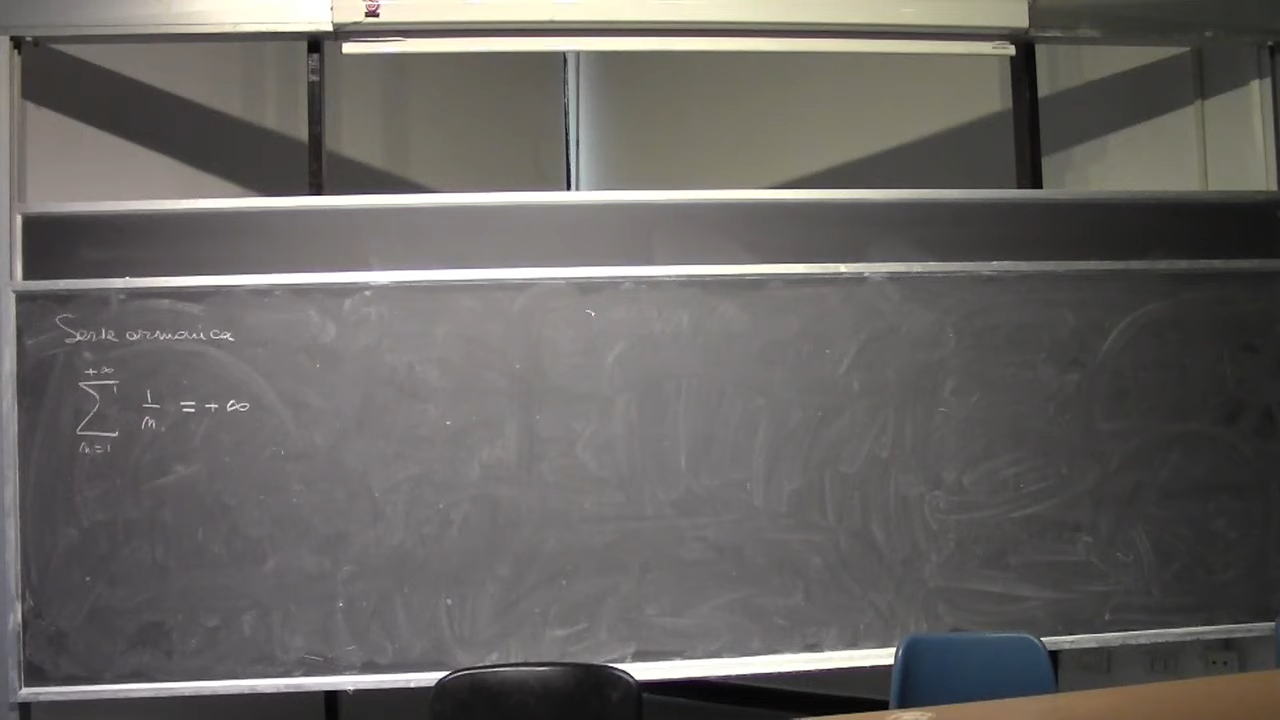 Serie armonica
+∞
∑ 1/n = +∞
n=1